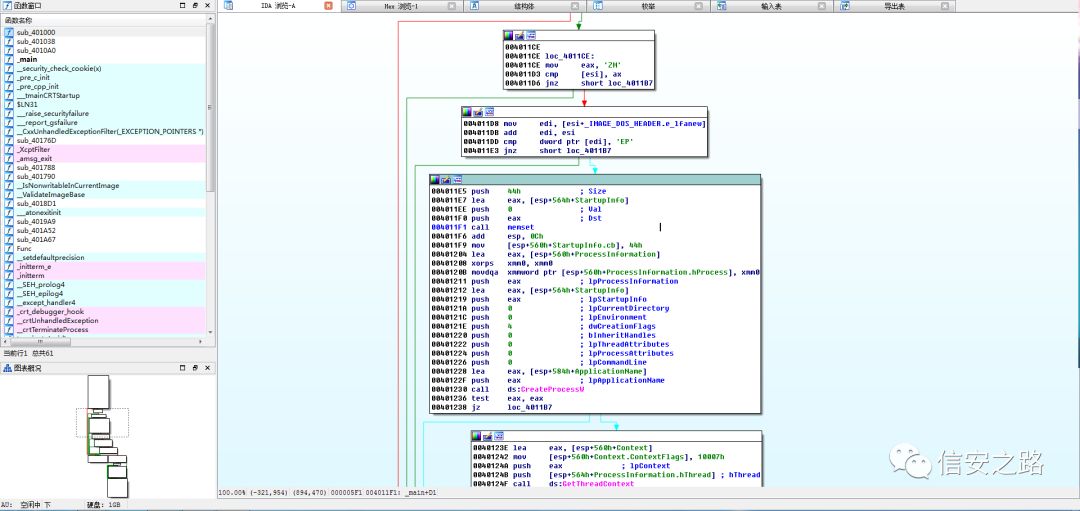 函数窗口
IDA 浏览-A
Hex 浏览-1
结构体
枚举
输入表
导出表
函数名称
sub_401000
sub_401038
sub_4010A0
_main
__security_check_cookie(x)
_pre_c_init
_pre_cpp_init
__tmainCRTStartup
$LN31
___raise_securityfailure
___report_gsfailure
__CxxUnhandledExceptionFilter(_EXCEPTION_POINTERS *)
sub_40176D
_XcptFilter
_amsg_exit
sub_401788
sub_401790
__IsNonwritableInCurrentImage
__ValidateImageBase
sub_4018D1
___atonexitinit
sub_4019A9
sub_401A52
sub_401A67
Func
__setdefaultprecision
_initterm_e
_initterm
__SEH_prolog4
__SEH_epilog4
__except_handler4
_crt_debugger_hook
__crtUnhandledException
__crtTerminateProcess
当前行1 总共61
图表概况
004011CE
004011CE loc_4011CE:
004011CE mov eax, 'ZM'
004011D3 cmp [esi], ax
004011D6 jnz short loc_4011B7
004011D8 mov edi, [esi+_IMAGE_DOS_HEADER.e_lfanew]
004011DB add edi, esi
004011DD cmp dword ptr [edi], 'EP'
004011E3 jnz short loc_4011B7
004011E5 push 44h ; Size
004011E7 lea eax, [esp+564h+StartupInfo]
004011EE push 0 ; Val
004011F0 push eax ; Dst
004011F1 call memset
004011F6 add esp, 0Ch
004011F9 mov [esp+560h+StartupInfo.cb], 44h
00401204 lea eax, [esp+560h+ProcessInformation]
00401208 xorps xmm0, xmm0
0040120B movdqa xmmword ptr [esp+560h+ProcessInformation.hProcess], xmm0
00401211 push eax ; lpProcessInformation
00401212 lea eax, [esp+564h+StartupInfo]
00401219 push eax ; lpStartupInfo
0040121A push 0 ; lpCurrentDirectory
0040121C push 0 ; lpEnvironment
0040121E push 4 ; dwCreationFlags
00401220 push 0 ; bInheritHandles
00401222 push 0 ; lpThreadAttributes
00401224 push 0 ; lpProcessAttributes
00401226 push 0 ; lpCommandLine
00401228 lea eax, [esp+584h+ApplicationName]
0040122F push eax ; lpApplicationName
00401230 call ds:CreateProcessW
00401236 test eax, eax
00401238 jz loc_4011B7
0040123E lea eax, [esp+560h+Context]
00401242 mov [esp+560h+Context.ContextFlags], 10007h
0040124A push eax ; lpContext
0040124B push [esp+564h+ProcessInformation.hThread] ; hThread
0040124F call ds:GetThreadContext
100.00% (-321,954) (894,470) 000005F1 004011F1: _main+D1
AU: 空闲中 下 硬盘: 1GB
信安之路